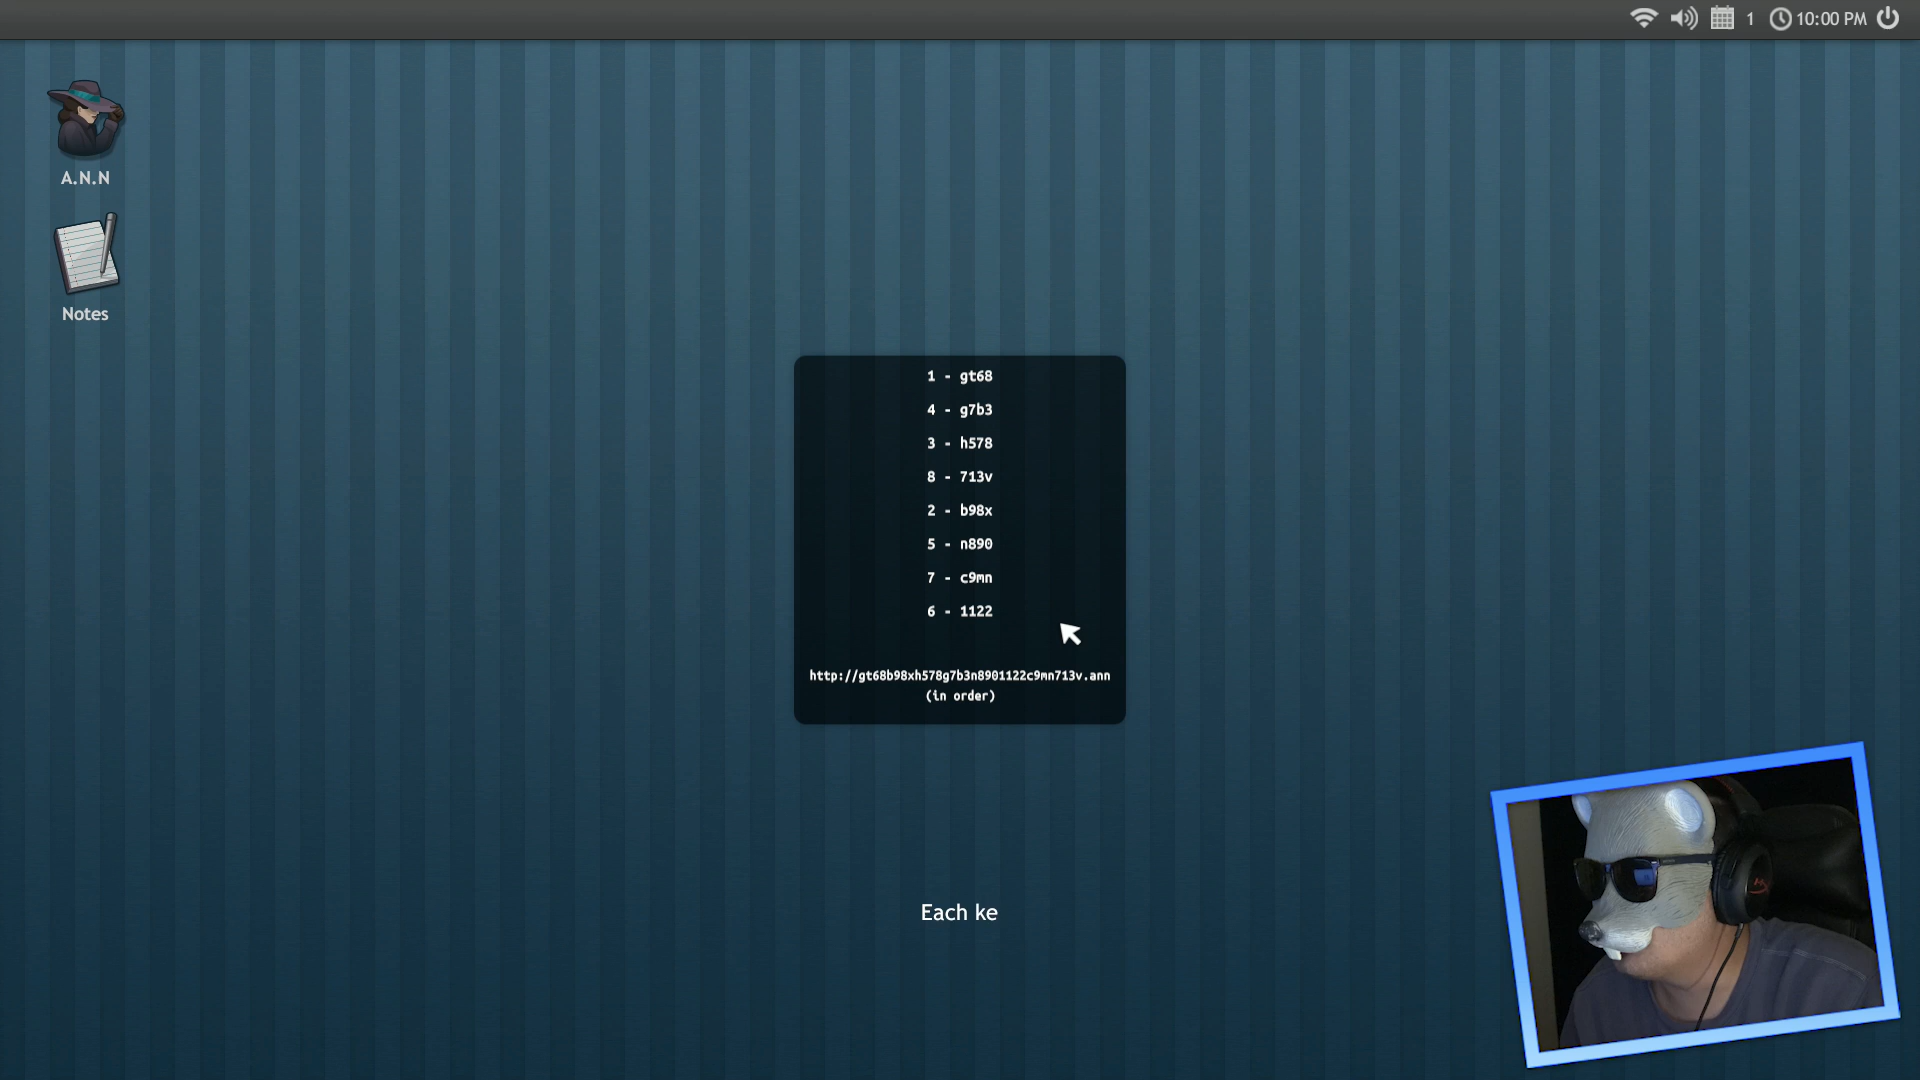 1 10:00 PM
A.N.N
Notes
1 - gt68
4 - g7b3
3 - h578
8 - 713v
2 - b98x
5 - n890
7 - c9mn
6 - 1122
http://gt68b98xh578g7b3n8901122c9mn713v.ann
(in order)
Each ke